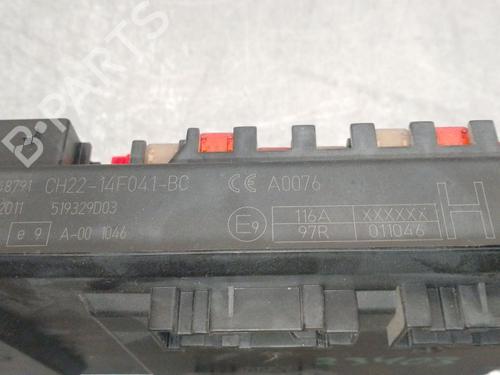 B-PARTS
48791 CH22-14F041-BC CE A0076
2011 519329D03
E9 116A XXXXXX H
97R 011046
e 9 A-00 1046